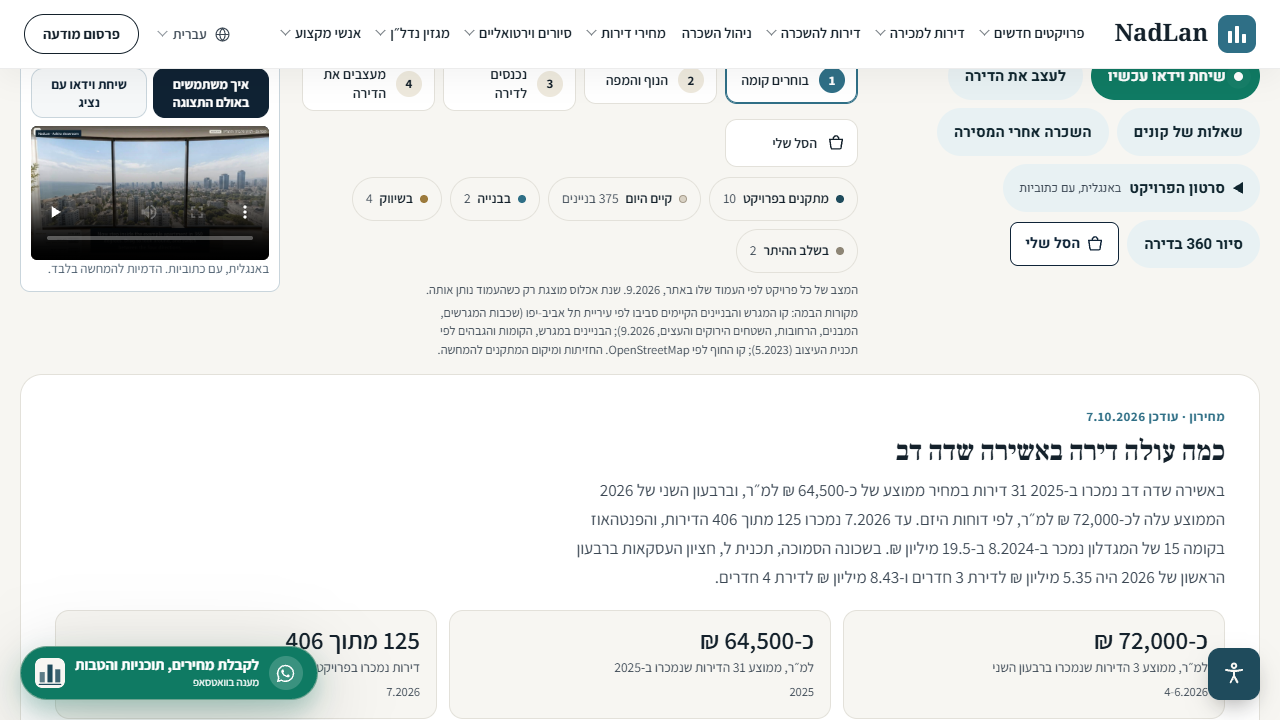 NadLan
פרויקטים חדשים
דירות למכירה
דירות להשכרה
ניהול השכרה
מחירי דירות
סיורים וירטואליים
מגזין נדל״ן
אנשי מקצוע
עברית
פרסום מודעה
שיחת וידאו עכשיו
לעצב את הדירה
שאלות של קונים
השכרה אחרי המסירה
סרטון הפרויקט באנגלית, עם כתוביות
סיור 360 בדירה
הסל שלי
1 בוחרים קומה
2 הנוף והמפה
3 נכנסים לדירה
4 מעצבים את הדירה
הסל שלי
מתקנים בפרויקט 10
קיים היום 375 בניינים
בבנייה 2
בשיווק 4
בשלב ההיתר 2
המצב של כל פרויקט לפי העמוד שלו באתר, 9.2026. שנת אכלוס מוצגת רק כשהעמוד נותן אותה.
מקורות הבמה: קו המגרש והבניינים הקיימים סביבו לפי עיריית תל אביב-יפו (שכבות המגרשים,
המבנים, הרחובות, השטחים הירוקים והעצים, 9.2026); הבניינים במגרש, הקומות והגבהים לפי
תכנית העיצוב (5.2023); קו החוף לפי OpenStreetMap. החזיתות ומיקום המתקנים להמחשה.
איך משתמשים באולם התצוגה
שיחת וידאו עם נציג
באנגלית, עם כתוביות. הדמיות להמחשה בלבד.
מחירון · עודכן 7.10.2026
כמה עולה דירה באשירה שדה דב
באשירה שדה דב נמכרו ב-2025 31 דירות במחיר ממוצע של כ-64,500 ₪ למ״ר, וברבעון השני של 2026
הממוצע עלה לכ-72,000 ₪ למ״ר, לפי דוחות היזם. עד 7.2026 נמכרו 125 מתוך 406 הדירות, והפנטהאוז
בקומה 15 של המגדלון נמכר ב-8.2024 ב-19.5 מיליון ₪. בשכונה הסמוכה, תכנית ל, חציון העסקאות ברבעון
הראשון של 2026 היה 5.35 מיליון ₪ לדירת 3 חדרים ו-8.43 מיליון ₪ לדירת 4 חדרים.
כ-72,000 ₪
למ״ר, ממוצע 3 הדירות שנמכרו ברבעון השני
4-6.2026
כ-64,500 ₪
למ״ר, ממוצע 31 הדירות שנמכרו ב-2025
2025
125 מתוך 406
דירות נמכרו בפרויקט
7.2026
לקבלת מחירים, תוכניות והטבות
מענה בוואטסאפ